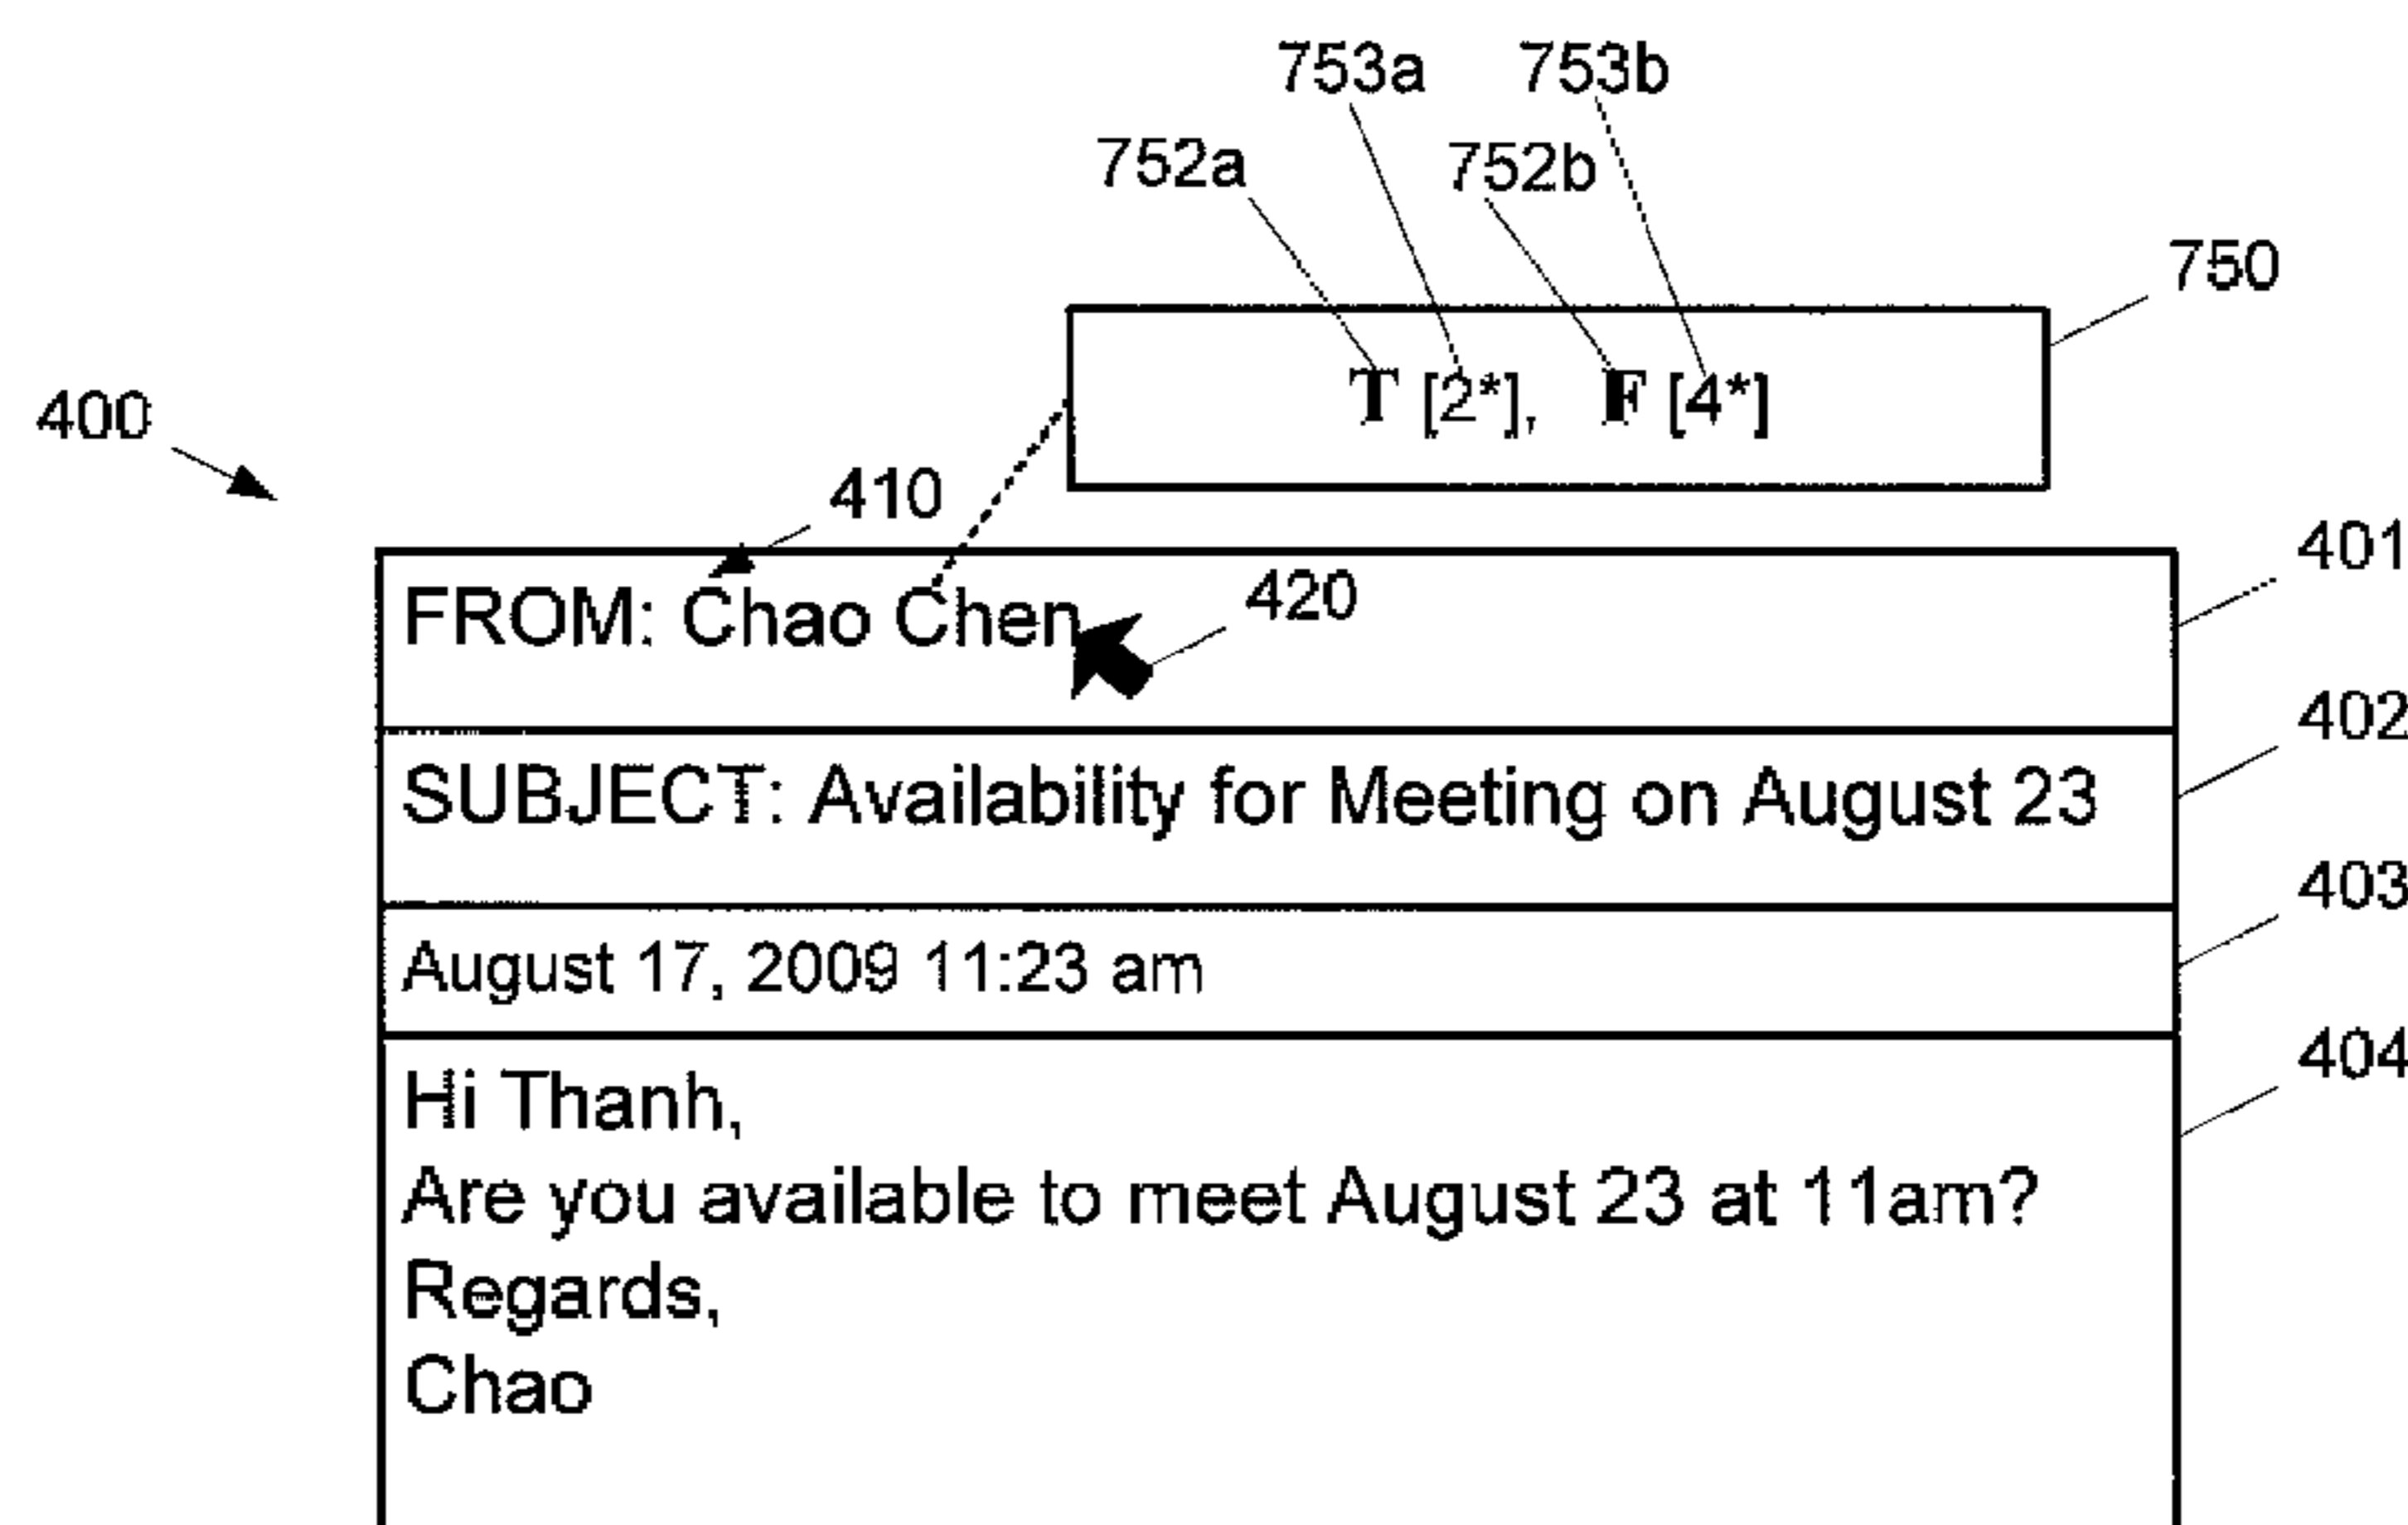 753a 753b
752a 752b
750
T [2*], F [4*]
400
410
401
FROM: Chao Chen
420
402
SUBJECT: Availability for Meeting on August 23
403
August 17, 2009 11:23 am
404
Hi Thanh,
Are you available to meet August 23 at 11am?
Regards,
Chao